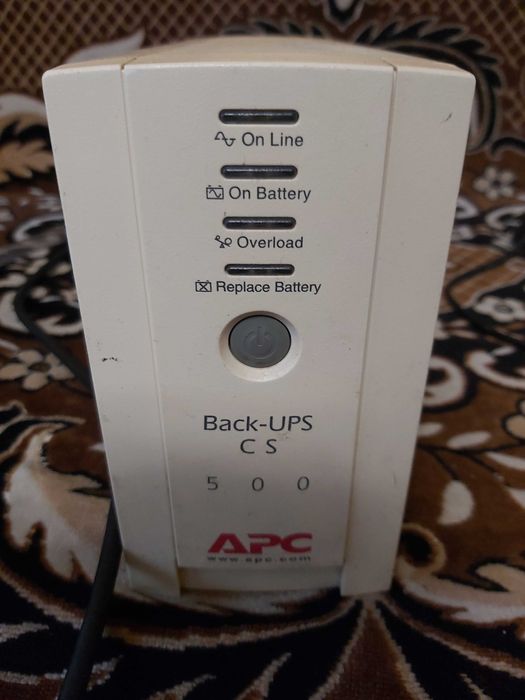 On Line
On Battery
Overload
Replace Battery
Back-UPS
CS
500
APC
www.apc.com